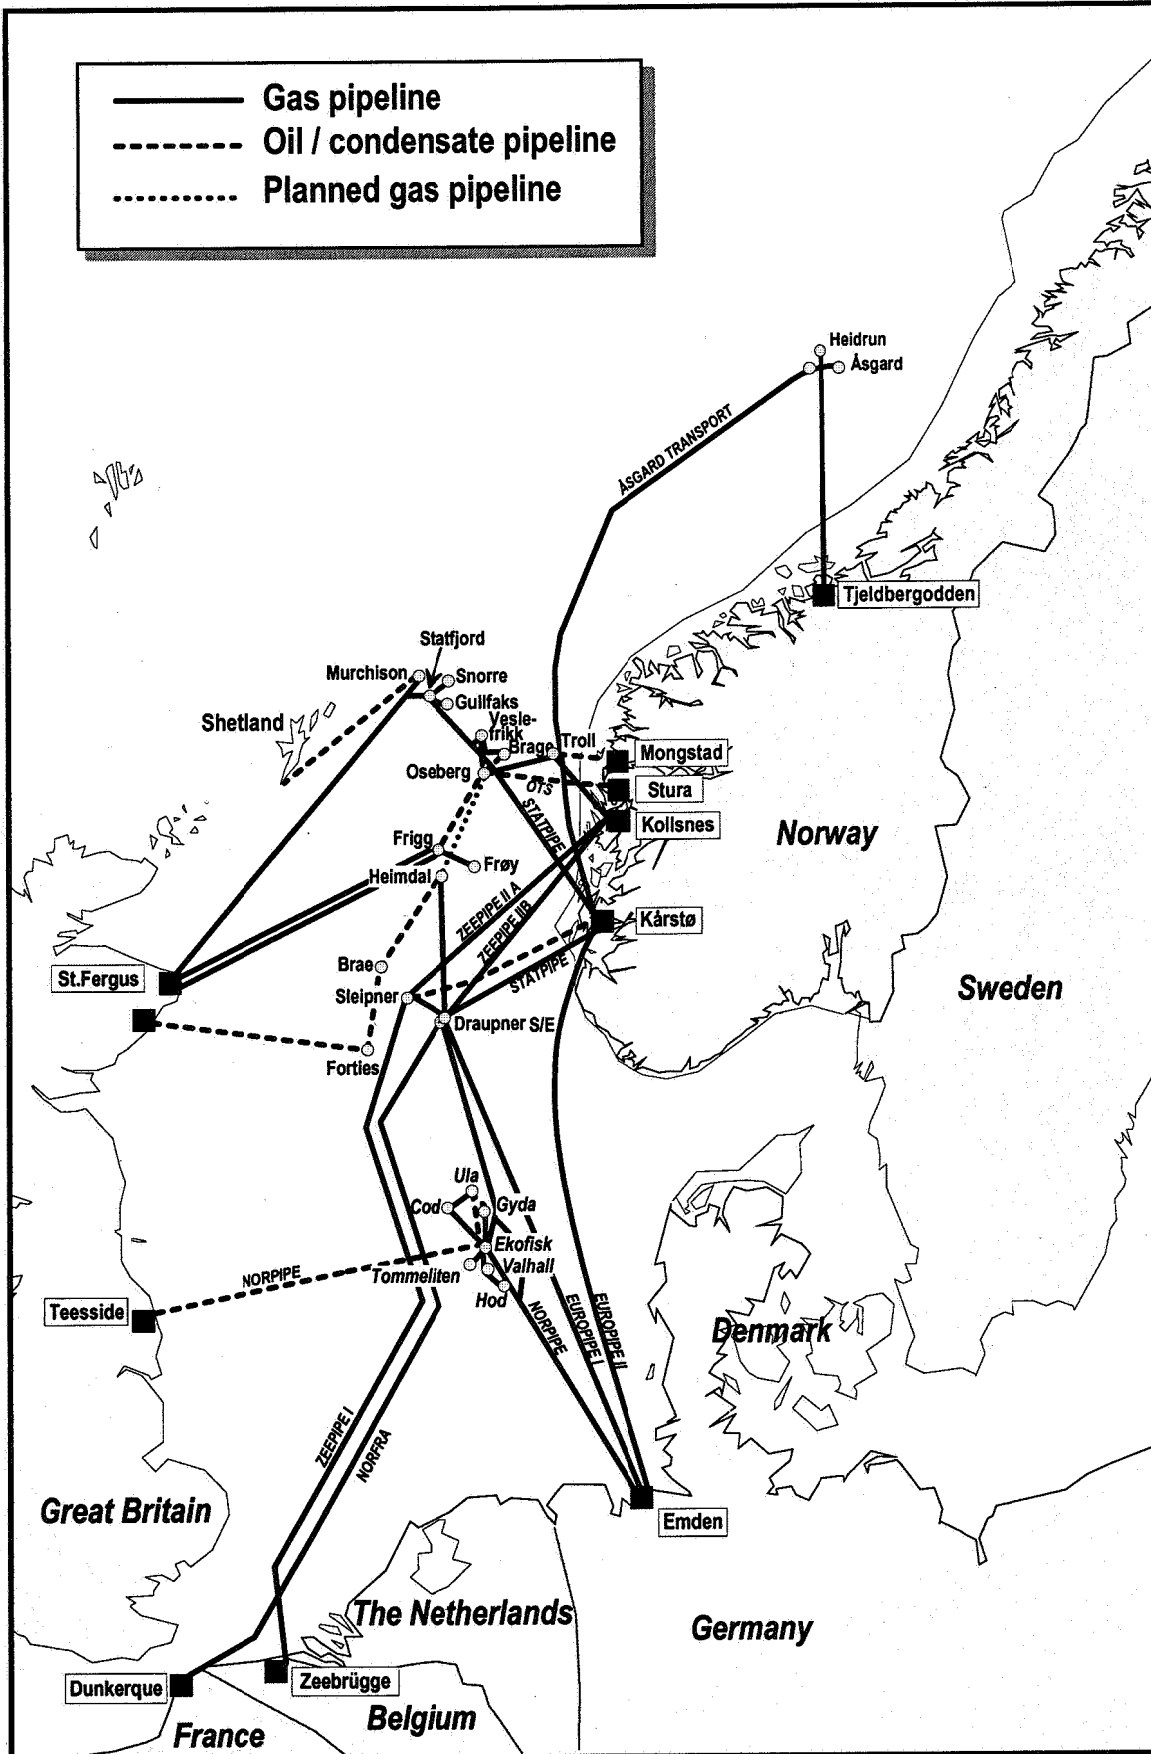 Gas pipeline
Oil / condensate pipeline
Planned gas pipeline
Heidrun
Åsgard
ÅSGARD TRANSPORT
Tjeldbergodden
Statfjord
Murchison
Snorre
Gullfaks
Shetland
Vesle-
frikk
Brage
Troll
Mongstad
Oseberg
OTS
Stura
STATPIPE
Kollsnes
Norway
Frigg
Frøy
Heimdal
ZEEPIPE II A
ZEEPIPE IIB
Kårstø
Brae
STATPIPE
St.Fergus
Sleipner
Sweden
Draupner S/E
Forties
Ula
Cod
Gyda
Ekofisk
Valhall
Tommeliten
NORPIPE
Hod
Teesside
NORPIPE
EUROPIPE I
EUROPIPE II
Denmark
ZEEPIPE I
NORFRA
Great Britain
Emden
The Netherlands
Germany
Dunkerque
Zeebrügge
Belgium
France